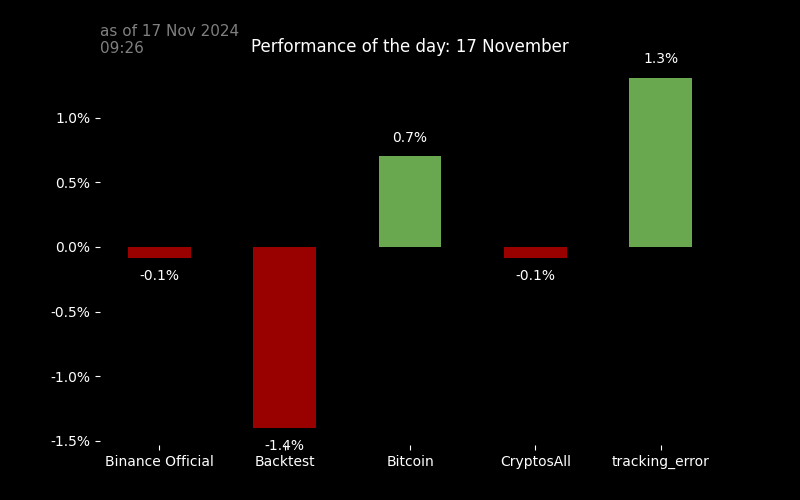 as of 17 Nov 2024
09:26
Performance of the day: 17 November
1.3%
1.0%
0.7%
0.5%
0.0%
-0.1%
-0.1%
-0.5%
-1.0%
-1.5%
-1.4%
Binance Official
Backtest
Bitcoin
CryptosAll
tracking_error